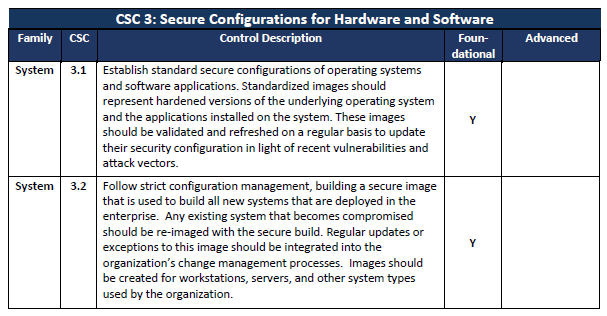 CSC 3: Secure Configurations for Hardware and Software
Family CSC Control Description Foun- Advanced
dational
System 3.1 Establish standard secure configurations of operating systems
and software applications. Standardized images should
represent hardened versions of the underlying operating system
and the applications installed on the system. These images
should be validated and refreshed on a regular basis to update
their security configuration in light of recent vulnerabilities and
attack vectors.
Y
System 3.2 Follow strict configuration management, building a secure image
that is used to build all new systems that are deployed in the
enterprise. Any existing system that becomes compromised
should be re-imaged with the secure build. Regular updates or
exceptions to this image should be integrated into the
organization's change management processes. Images should
be created for workstations, servers, and other system types
used by the organization.
Y